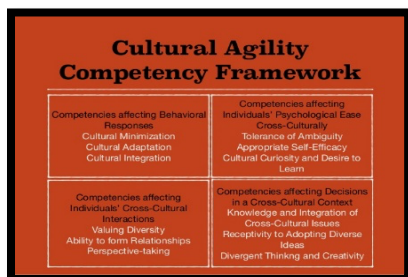 Cultural Agility
Competency Framework
Competencies affecting Behavioral
Responses
Cultural Minimization
Cultural Adaptation
Cultural Integration
Competencies affecting
Individuals' Psychological Ease
Cross-Culturally
Tolerance of Ambiguity
Appropriate Self-Efficacy
Cultural Curiosity and Desire to
Learn
Competencies affecting
Individuals' Cross-Cultural
Interactions
Valuing Diversity
Ability to form Relationships
Perspective-taking
Competencies affecting Decisions
in a Cross-Cultural Context
Knowledge and Integration of
Cross-Cultural Issues
Receptivity to Adopting Diverse
Ideas
Divergent Thinkng and Creativity